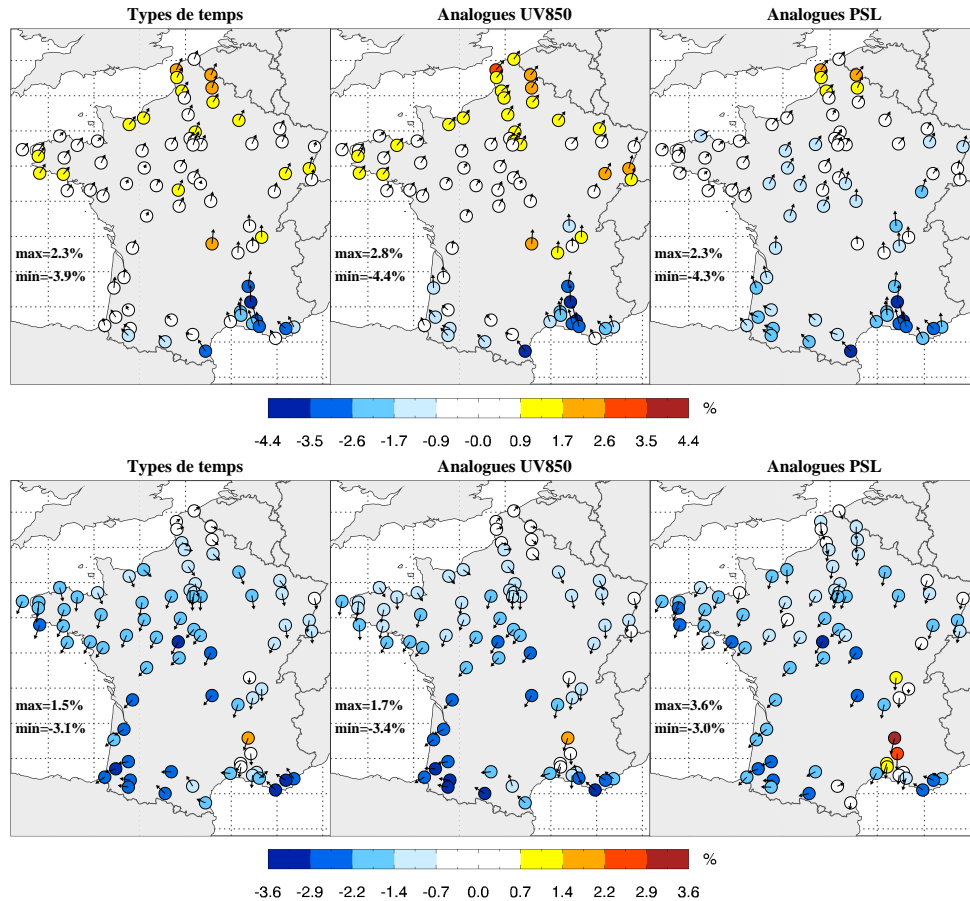 Types de temps Analogues UV850 Analogues PSL
max=2.3% max=2.8% max=2.3%
min=-3.9% min=-4.4% min=-4.3%
%
-4.4 -3.5 -2.6 -1.7 -0.9 -0.0 0.9 1.7 2.6 3.5 4.4
Types de temps Analogues UV850 Analogues PSL
max=1.5% max=1.7% max=3.6%
min=-3.1% min=-3.4% min=-3.0%
%
-3.6 -2.9 -2.2 -1.4 -0.7 0.0 0.7 1.4 2.2 2.9 3.6